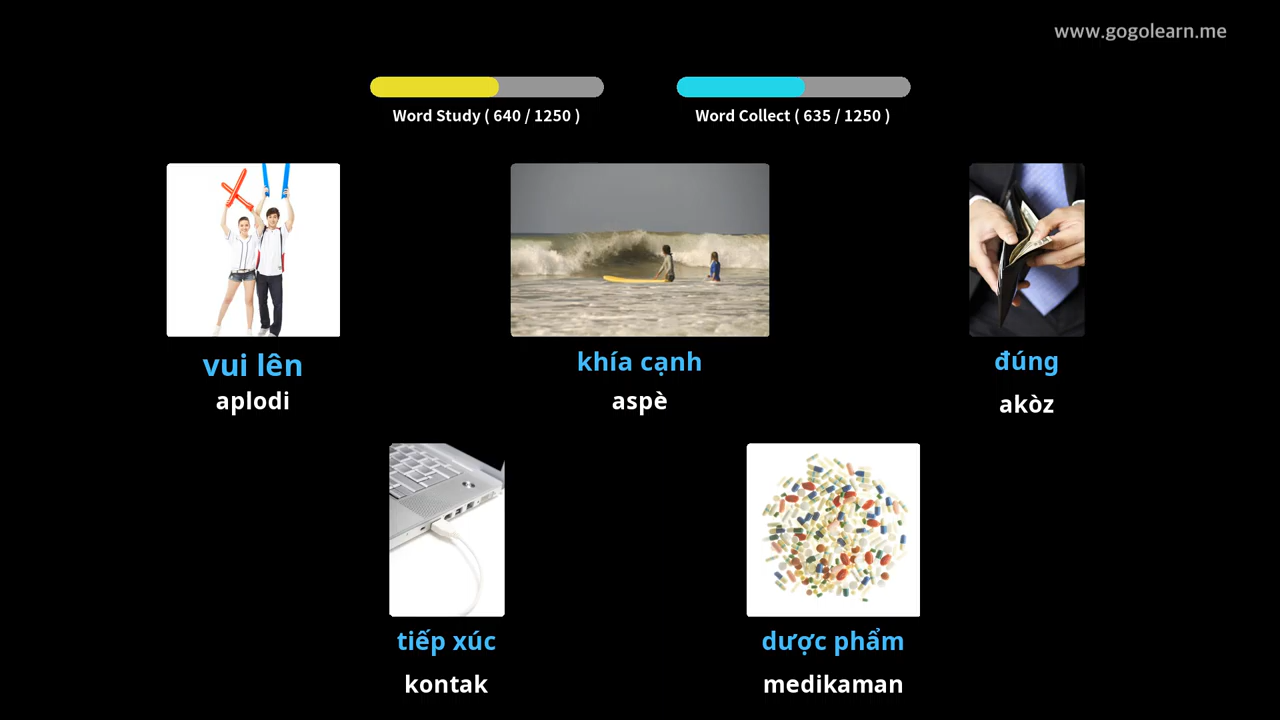 www.gogolearn.me
Word Study ( 640 / 1250 )
Word Collect ( 635 / 1250 )
vui lên
aplodi
khía cạnh
aspè
đúng
akòz
tiếp xúc
kontak
dược phẩm
medikaman